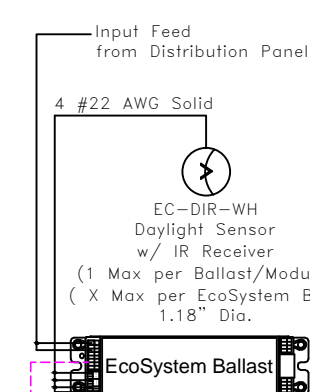 Input Feed
from Distribution Panel
4 #22 AWG Solid
EC-DIR-WH
Daylight Sensor
w/ IR Receiver
(1 Max per Ballast/Modu
( X Max per EcoSystem B
1.18" Dia.
EcoSystem Ballast